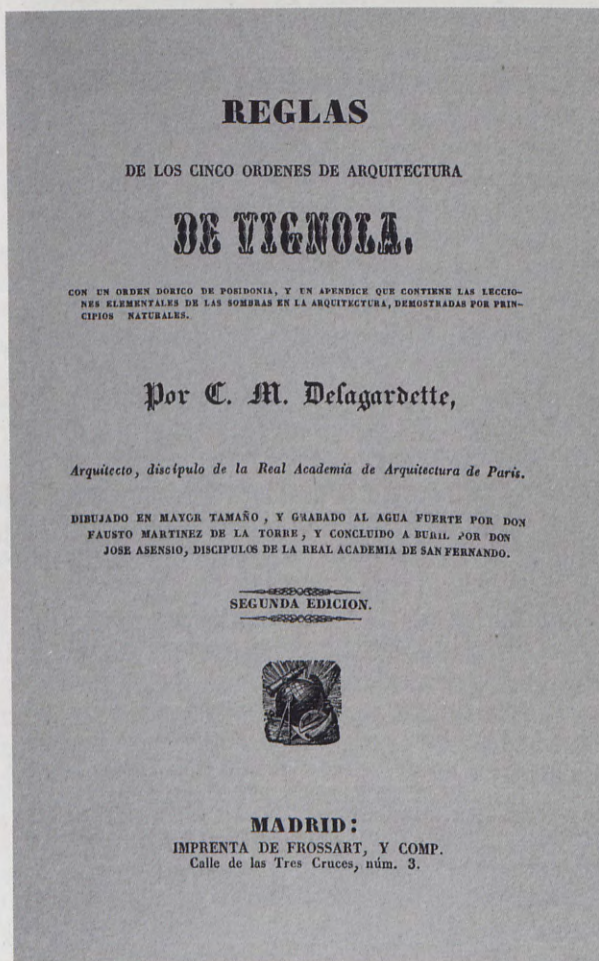 REGLAS
DE LOS CINCO ORDENES DE ARQUITECTURA
DE VIGNOLA.
CON UN ORDEN DORICO DE POSIDONIA, Y UN APENDICE QUE CONTIENE LAS LECCIO-
NES ELEMENTALES DE LAS SOMBRAS EN LA ARQUITECTURA, DEMOSTRADAS POR PRIN-
CIPIOS NATURALES.
Por C. M. Delagardette,
Arquitecto, discípulo de la Real Academia de Arquitectura de Paris.
DIBUJADO EN MAYOR TAMAÑO, Y GRABADO AL AGUA FUERTE POR DON
FAUSTO MARTINEZ DE LA TORRE, Y CONCLUIDO A BURIL POR DON
JOSE ASENSIO, DISCIPULOS DE LA REAL ACADEMIA DE SAN FERNANDO.
SEGUNDA EDICION.
MADRID:
IMPRENTA DE FROSSART, Y COMP.
Calle de las Tres Cruces, núm. 3.